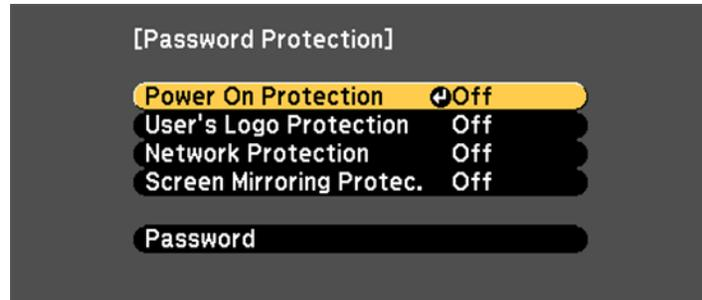 [Password Protection]
Power On Protection Off
User's Logo Protection Off
Network Protection Off
Screen Mirroring Protec. Off
Password